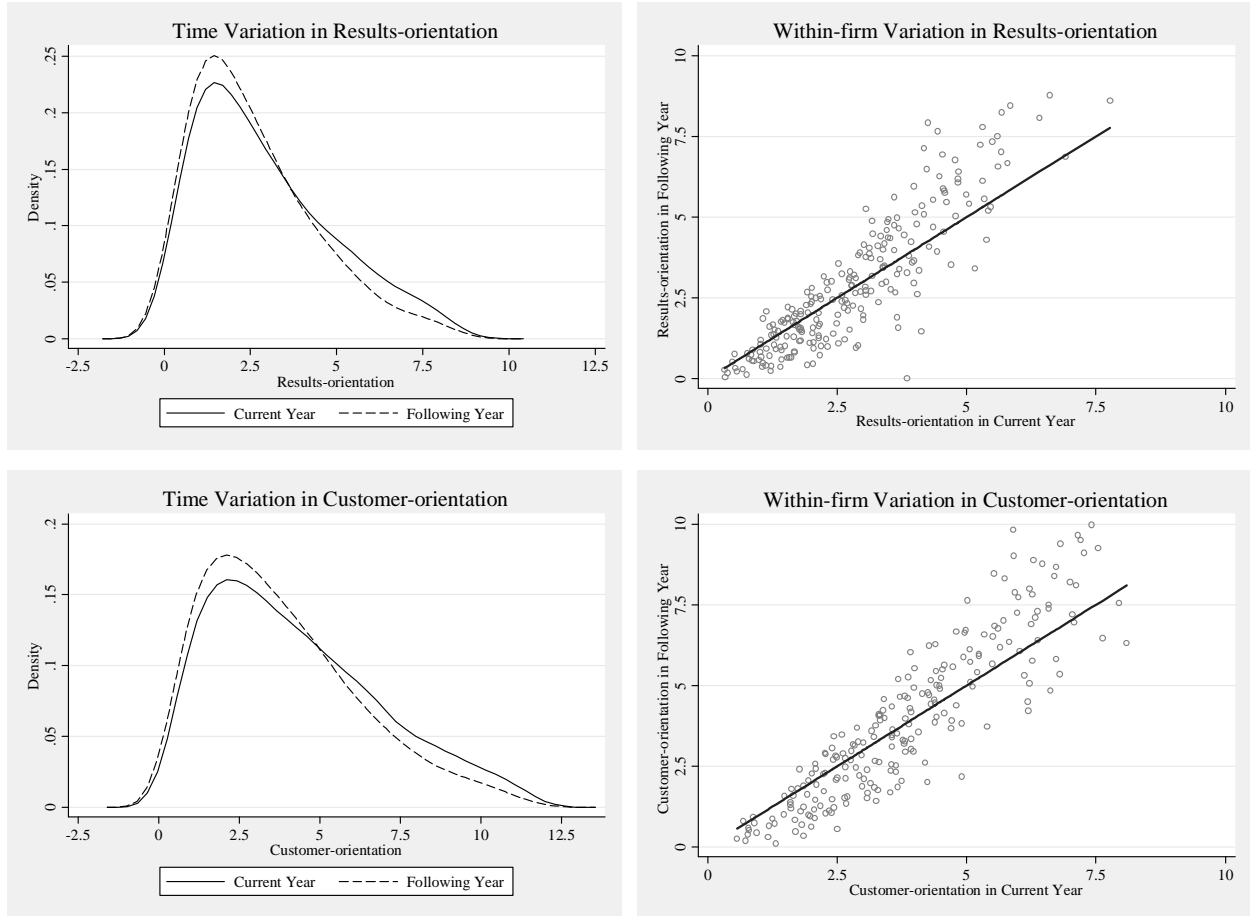 Time Variation in Results-orientation
Density
.25
.2
.15
.1
.05
0
-2.5
0
2.5
5
7.5
10
12.5
Results-orientation
Current Year
Following Year
Within-firm Variation in Results-orientation
Results-orientation in Following Year
10
7.5
5
2.5
0
0
2.5
5
7.5
10
Results-orientation in Current Year
Time Variation in Customer-orientation
Density
.2
.15
.1
.05
0
-2.5
0
2.5
5
7.5
10
12.5
Customer-orientation
Current Year
Following Year
Within-firm Variation in Customer-orientation
Customer-orientation in Following Year
10
7.5
5
2.5
0
0
2.5
5
7.5
10
Customer-orientation in Current Year